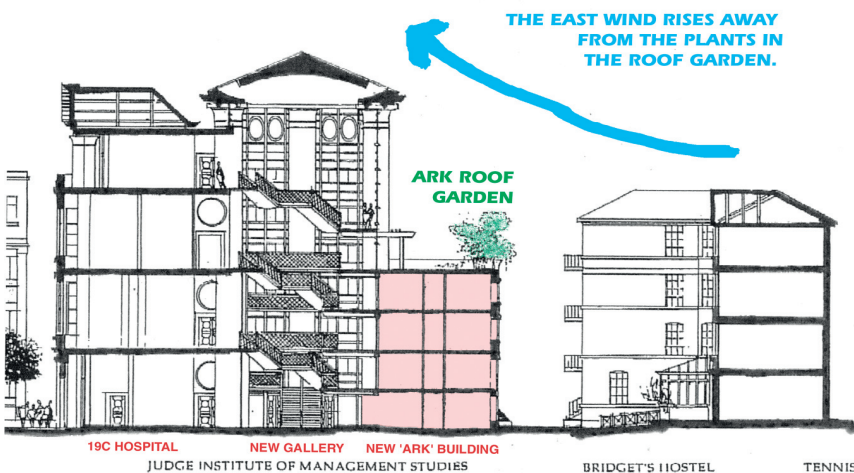 THE EAST WIND RISES AWAY
FROM THE PLANTS IN
THE ROOF GARDEN.
ARK ROOF
GARDEN
19C HOSPITAL
NEW GALLERY
NEW 'ARK' BUILDING
JUDGE INSTITUTE OF MANAGEMENT STUDIES
BRIDGET'S HOSTEL
TENNIS